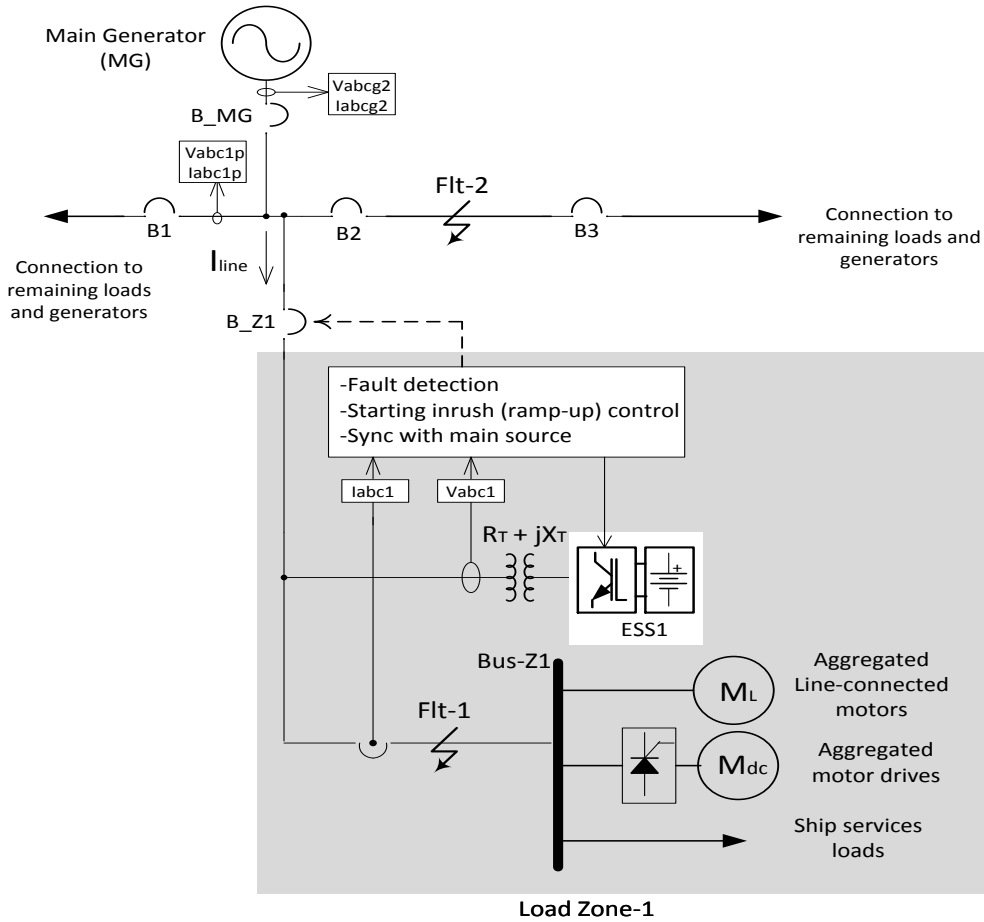 Main Generator
(MG)
Vabcg2
Iabcg2
B_MG
Vabc1p
Iabc1p
Flt-2
B1
B2
B3
Connection to
remaining loads
and generators
Iline
Connection to
remaining loads and
generators
B_Z1
-Fault detection
-Starting inrush (ramp-up) control
-Sync with main source
Iabc1
Vabc1
RT + jXT
+
ESS1
Bus-Z1
Flt-1
ML
Aggregated
Line-connected
motors
Mdc
Aggregated
motor drives
Ship services
loads
Load Zone-1